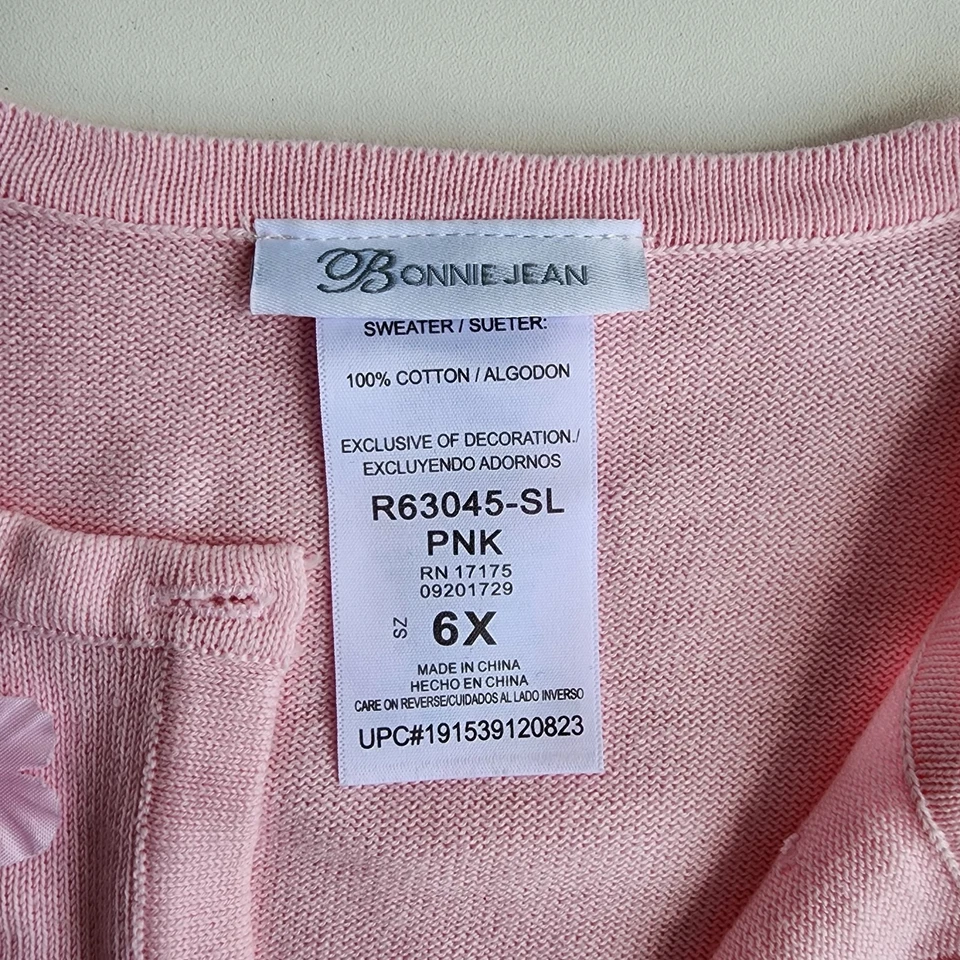 BONNIE JEAN
SWEATER / SUETER:
100% COTTON / ALGODON
EXCLUSIVE OF DECORATION./
EXCLUYENDO ADORNOS
R63045-SL
PNK
RN 17175
09201729
SZ 6X
MADE IN CHINA
HECHO EN CHINA
CARE ON REVERSE/CUIDADOS AL LADO INVERSO
UPC#191539120823